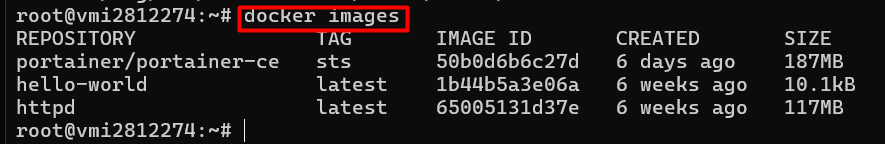 root@vmi2812274:~# docker images
REPOSITORY TAG IMAGE ID CREATED SIZE
portainer/portainer-ce sts 50b0d6b6c27d 6 days ago 187MB
hello-world latest 1b44b5a3e06a 6 weeks ago 10.1kB
httpd latest 65005131d37e 6 weeks ago 117MB
root@vmi2812274:~#